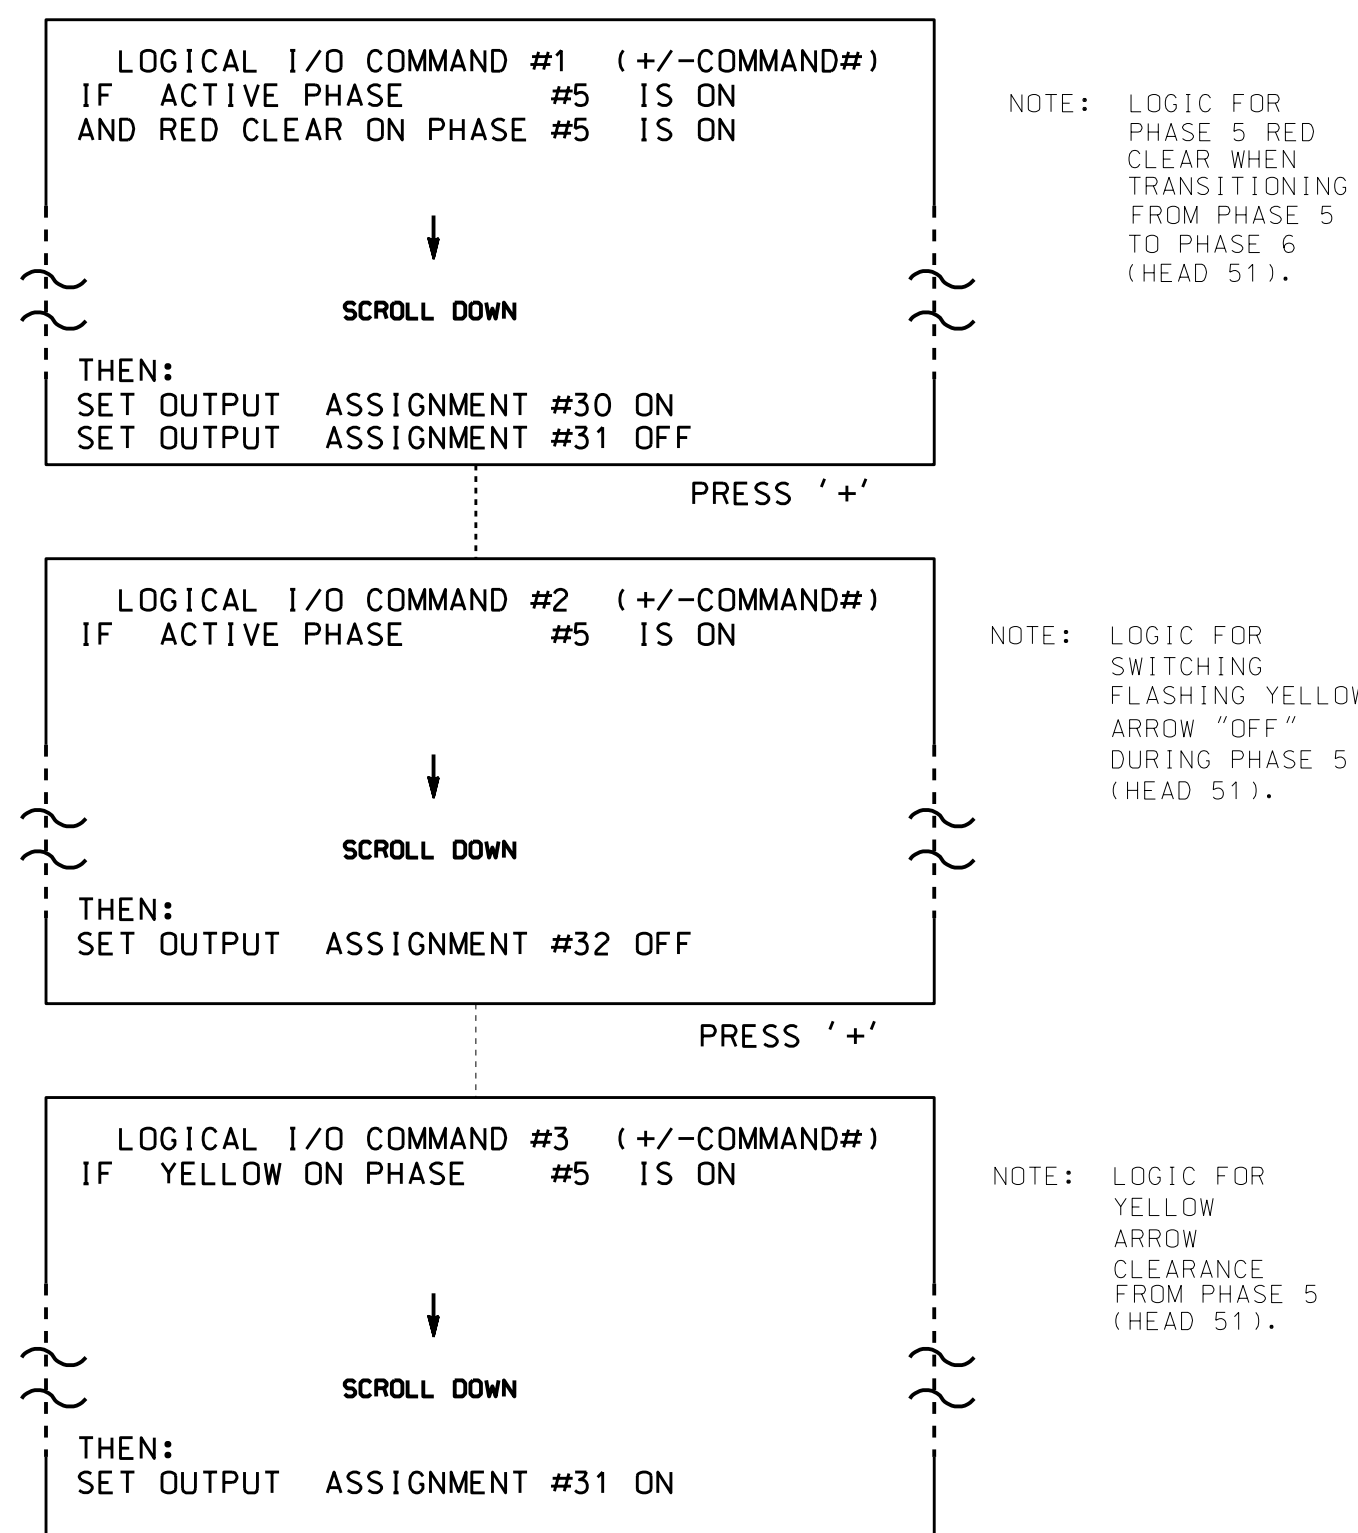 LOGICAL I/O COMMAND #1 (+/-COMMAND#)
IF ACTIVE PHASE #5 IS ON
AND RED CLEAR ON PHASE #5 IS ON
SCROLL DOWN
THEN:
SET OUTPUT ASSIGNMENT #30 ON
SET OUTPUT ASSIGNMENT #31 OFF
NOTE: LOGIC FOR
PHASE 5 RED
CLEAR WHEN
TRANSITIONING
FROM PHASE 5
TO PHASE 6
(HEAD 51).
PRESS '+'
LOGICAL I/O COMMAND #2 (+/-COMMAND#)
IF ACTIVE PHASE #5 IS ON
SCROLL DOWN
THEN:
SET OUTPUT ASSIGNMENT #32 OFF
NOTE: LOGIC FOR
SWITCHING
FLASHING YELLOW
ARROW "OFF"
DURING PHASE 5
(HEAD 51).
PRESS '+'
LOGICAL I/O COMMAND #3 (+/-COMMAND#)
IF YELLOW ON PHASE #5 IS ON
SCROLL DOWN
THEN:
SET OUTPUT ASSIGNMENT #31 ON
NOTE: LOGIC FOR
YELLOW
ARROW
CLEARANCE
FROM PHASE 5
(HEAD 51).